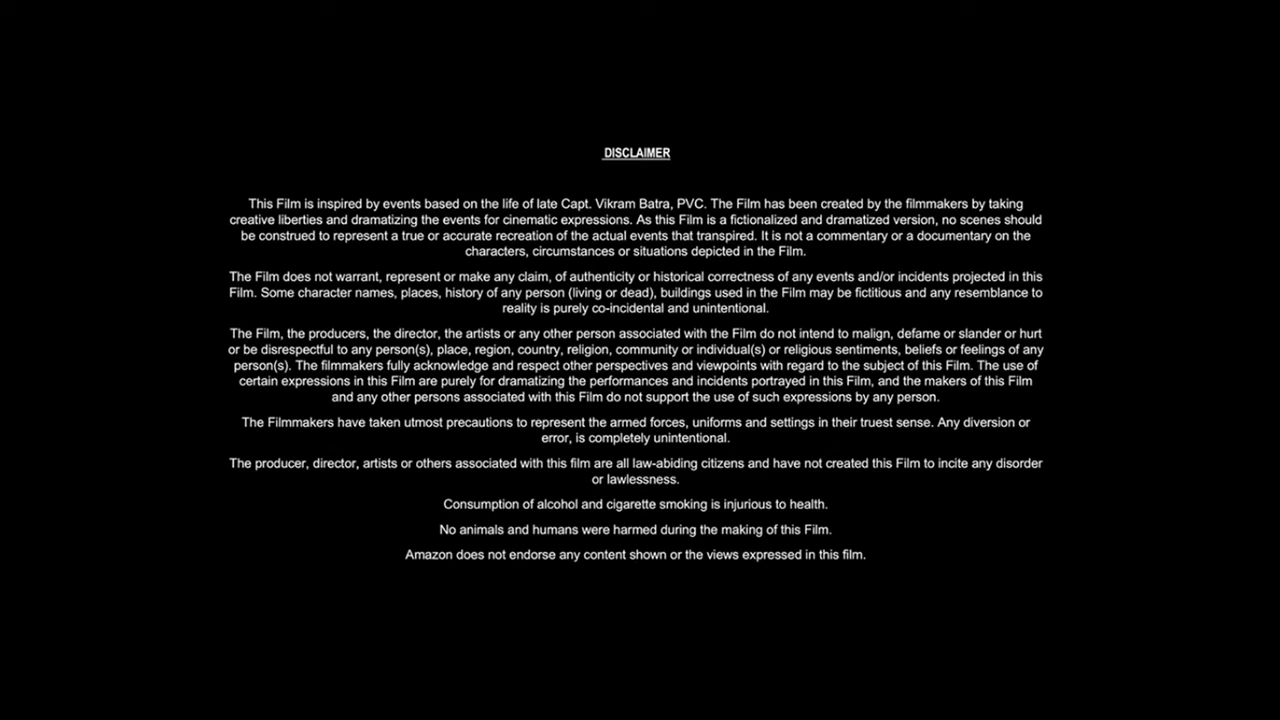 DISCLAIMER
This Film is inspired by events based on the life of late Capt. Vikram Batra, PVC. The Film has been created by the filmmakers by taking
creative liberties and dramatizing the events for cinematic expressions. As this Film is a fictionalized and dramatized version, no scenes should
be construed to represent a true or accurate recreation of the actual events that transpired. It is not a commentary or a documentary on the
characters, circumstances or situations depicted in the Film.
The Film does not warrant, represent or make any claim, of authenticity or historical correctness of any events and/or incidents projected in this
Film. Some character names, places, history of any person (living or dead), buildings used in the Film may be fictitious and any resemblance to
reality is purely co-incidental and unintentional.
The Film, the producers, the director, the artists or any other person associated with the Film do not intend to malign, defame or slander or hurt
or be disrespectful to any person(s), place, region, country, religion, community or individual(s) or religious sentiments, beliefs or feelings of any
person(s). The filmmakers fully acknowledge and respect other perspectives and viewpoints with regard to the subject of this Film. The use of
certain expressions in this Film are purely for dramatizing the performances and incidents portrayed in this Film, and the makers of this Film
and any other persons associated with this Film do not support the use of such expressions by any person.
The Filmmakers have taken utmost precautions to represent the armed forces, uniforms and settings in their truest sense. Any diversion or
error, is completely unintentional.
The producer, director, artists or others associated with this film are all law-abiding citizens and have not created this Film to incite any disorder
or lawlessness.
Consumption of alcohol and cigarette smoking is injurious to health.
No animals and humans were harmed during the making of this Film.
Amazon does not endorse any content shown or the views expressed in this film.